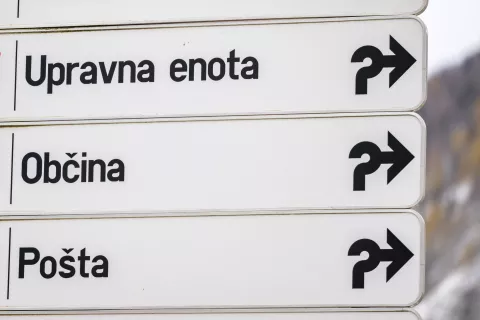 Upravna enota
Občina
Pošta